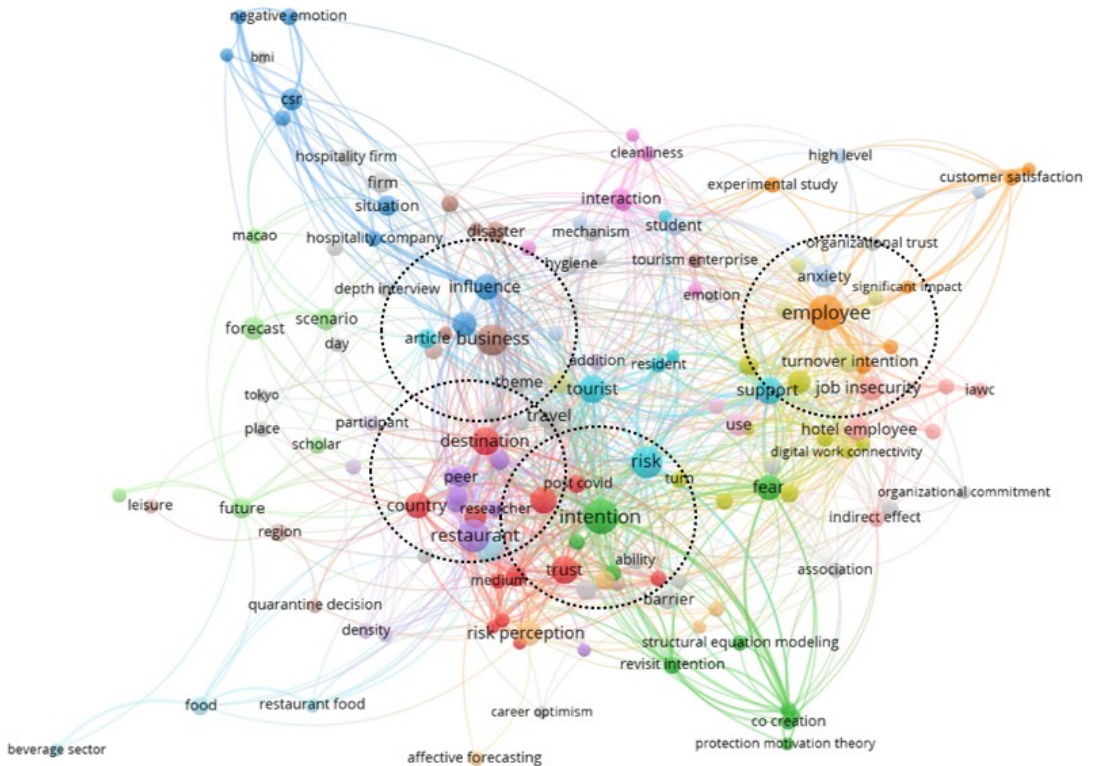 negative emotion
bmi
csr
hospitality firm
cleanliness
high level
firm
experimental study
customer satisfaction
situation
interaction
macao
hospitality company
disaster
mechanism
student
organizational trust
hygiene
tourism enterprise
depth interview
influence
emotion
anxiety
significant impact
forecast
scenario
day
article
business
employee
addition
resident
turnover intention
theme
tourist
support
job insecurity
iawc
tokyo
place
participant
travel
use
hotel employee
scholar
destination
digital work connectivity
peer
post covid
risk
turn
fear
organizational commitment
leisure
future
country
researcher
intention
indirect effect
region
restaurant
ability
association
medium
trust
barrier
quarantine decision
density
risk perception
structural equation modeling
revisit intention
food
restaurant food
career optimism
co creation
beverage sector
affective forecasting
protection motivation theory